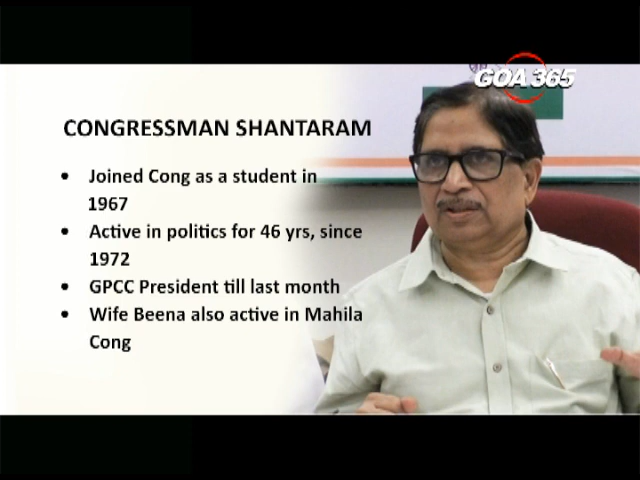 GOA 365
CONGRESSMAN SHANTARAM
• Joined Cong as a student in
1967
• Active in politics for 46 yrs, since
1972
• GPCC President till last month
• Wife Beena also active in Mahila
Cong